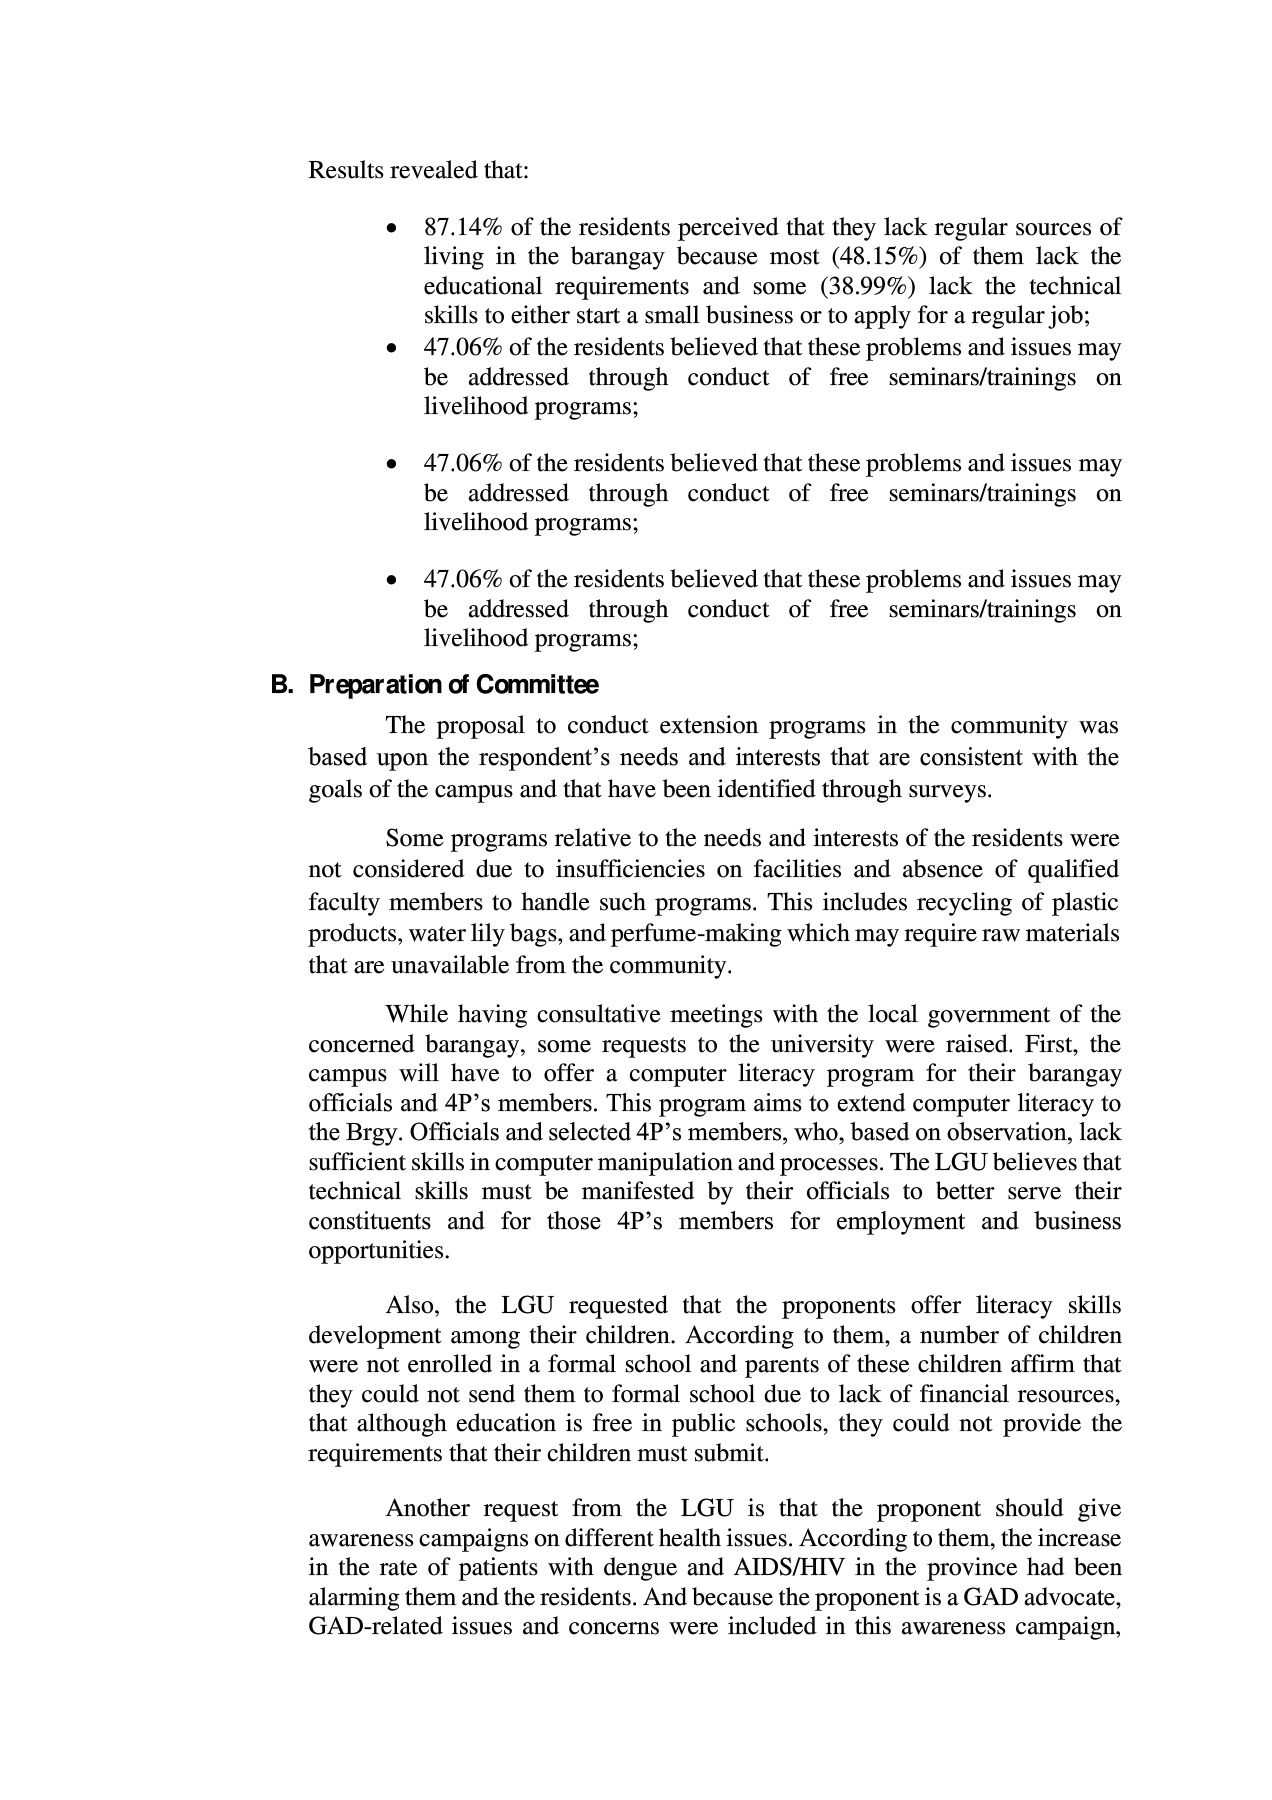 Results revealed that:
• 87.14% of the residents perceived that they lack regular sources of
living in the barangay because most (48.15%) of them lack the
educational requirements and some (38.99%) lack the technical
skills to either start a small business or to apply for a regular job;
• 47.06% of the residents believed that these problems and issues may
be addressed through conduct of free seminars/trainings on
livelihood programs;
• 47.06% of the residents believed that these problems and issues may
be addressed through conduct of free seminars/trainings on
livelihood programs;
• 47.06% of the residents believed that these problems and issues may
be addressed through conduct of free seminars/trainings on
livelihood programs;
B. Preparation of Committee
The proposal to conduct extension programs in the community was
based upon the respondent’s needs and interests that are consistent with the
goals of the campus and that have been identified through surveys.
Some programs relative to the needs and interests of the residents were
not considered due to insufficiencies on facilities and absence of qualified
faculty members to handle such programs. This includes recycling of plastic
products, water lily bags, and perfume-making which may require raw materials
that are unavailable from the community.
While having consultative meetings with the local government of the
concerned barangay, some requests to the university were raised. First, the
campus will have to offer a computer literacy program for their barangay
officials and 4P’s members. This program aims to extend computer literacy to
the Brgy. Officials and selected 4P’s members, who, based on observation, lack
sufficient skills in computer manipulation and processes. The LGU believes that
technical skills must be manifested by their officials to better serve their
constituents and for those 4P’s members for employment and business
opportunities.
Also, the LGU requested that the proponents offer literacy skills
development among their children. According to them, a number of children
were not enrolled in a formal school and parents of these children affirm that
they could not send them to formal school due to lack of financial resources,
that although education is free in public schools, they could not provide the
requirements that their children must submit.
Another request from the LGU is that the proponent should give
awareness campaigns on different health issues. According to them, the increase
in the rate of patients with dengue and AIDS/HIV in the province had been
alarming them and the residents. And because the proponent is a GAD advocate,
GAD-related issues and concerns were included in this awareness campaign,